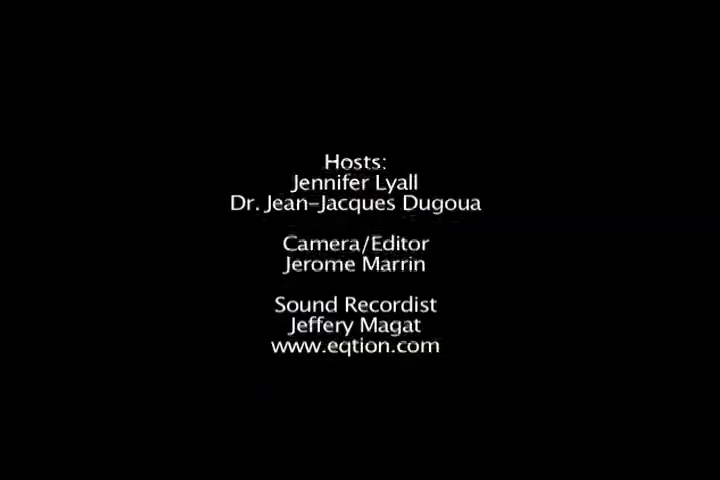 Hosts:
Jennifer Lyall
Dr. Jean-Jacques Dugoua
Camera/Editor
Jerome Marrin
Sound Recordist
Jeffery Magat
www.eqtion.com